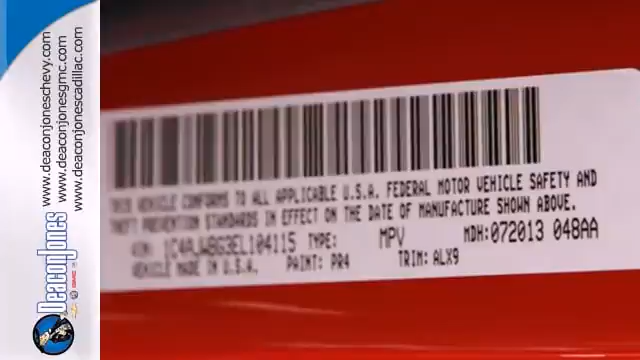 www.deaconjoneschevy.com
www.deaconjonesgmc.com
www.deaconjonescadillac.com
DeaconJones
THIS VEHICLE CONFORMS TO ALL APPLICABLE U.S.A. FEDERAL MOTOR VEHICLE SAFETY AND
THEFT PREVENTION STANDARDS IN EFFECT ON THE DATE OF MANUFACTURE SHOWN ABOVE.
VIN: TYPE: MPV MDH:072013 048AA
VEHICLE MADE IN U.S.A. PAINT: PR4 TRIM: ALX9